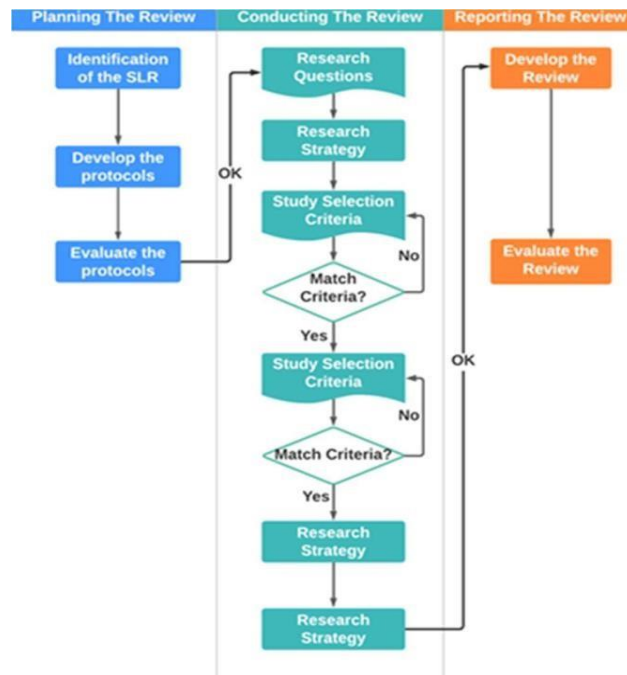 Planning The Review
Identification
of the SLR
Develop the
protocols
Evaluate the
protocols
OK
Conducting The Review
Research
Questions
Research
Strategy
Study Selection
Criteria
No
Match
Criteria?
Yes
Study Selection
Criteria
No
Match Criteria?
Yes
Research
Strategy
Research
Strategy
OK
Reporting The Review
Develop the
Review
Evaluate the
Review